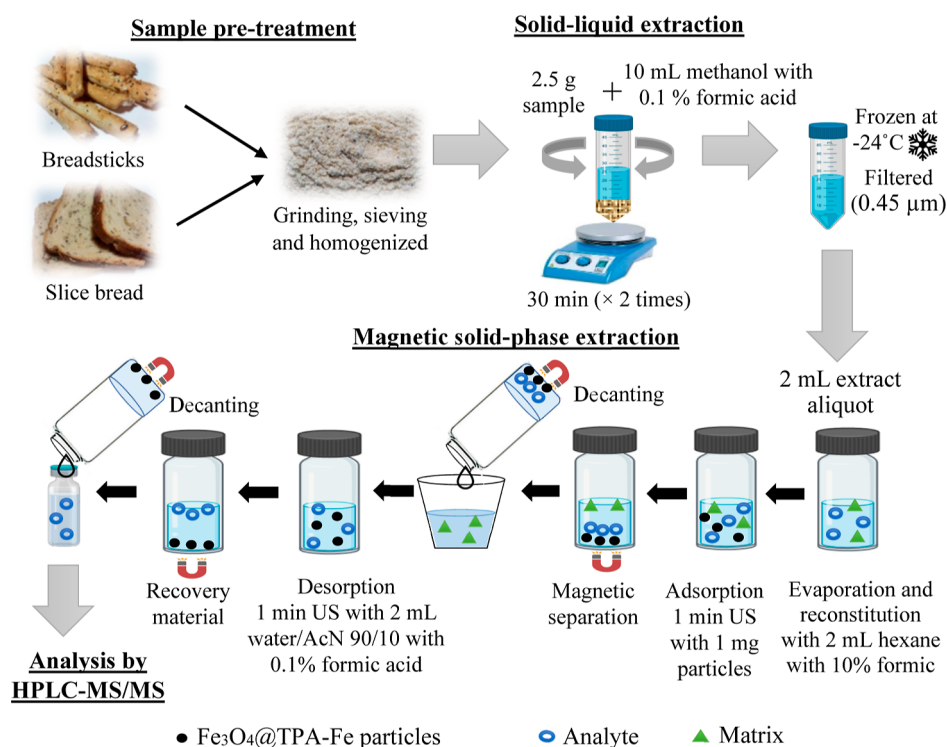 Sample pre-treatment
Breadsticks
Slice bread
Grinding, sieving
and homogenized
Solid-liquid extraction
2.5 g
sample
+
10 mL methanol with
0.1 % formic acid
30 min (× 2 times)
Frozen at
-24˚C
Filtered
(0.45 µm)
2 mL extract
aliquot
Magnetic solid-phase extraction
Evaporation and
reconstitution
with 2 mL hexane
with 10% formic
Adsorption
1 min US
with 1 mg
particles
Magnetic
separation
Decanting
Desorption
1 min US with 2 mL
water/AcN 90/10 with
0.1% formic acid
Recovery
material
Decanting
Analysis by
HPLC-MS/MS
Fe₃O₄@TPA-Fe particles
Analyte
Matrix